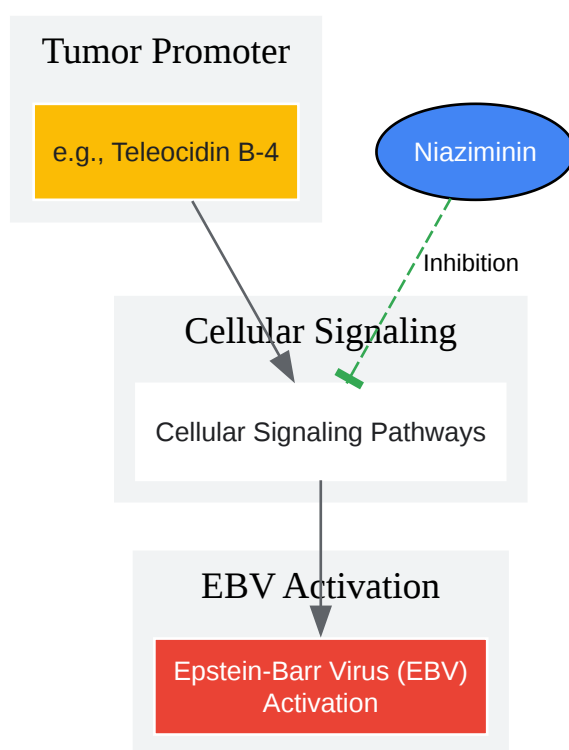 Tumor Promoter
e.g., Teleocidin B-4
Niaziminin
Inhibition
Cellular Signaling
Cellular Signaling Pathways
EBV Activation
Epstein-Barr Virus (EBV)
Activation